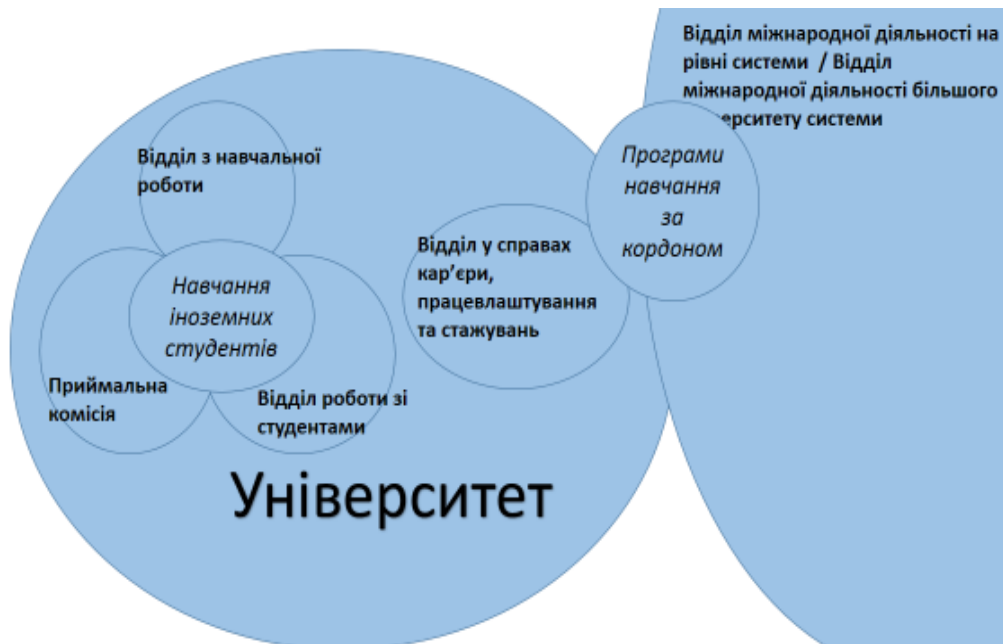 Відділ міжнародної діяльності на
рівні системи / Відділ
міжнародної діяльності більшого
системи
Програми
навчання
за
кордоном
Відділ з навчальної
роботи
Відділ у справах
кар’єри,
працевлаштування
та стажувань
Навчання
іноземних
студентів
Приймальна
комісія
Відділ роботи зі
студентами
Університет